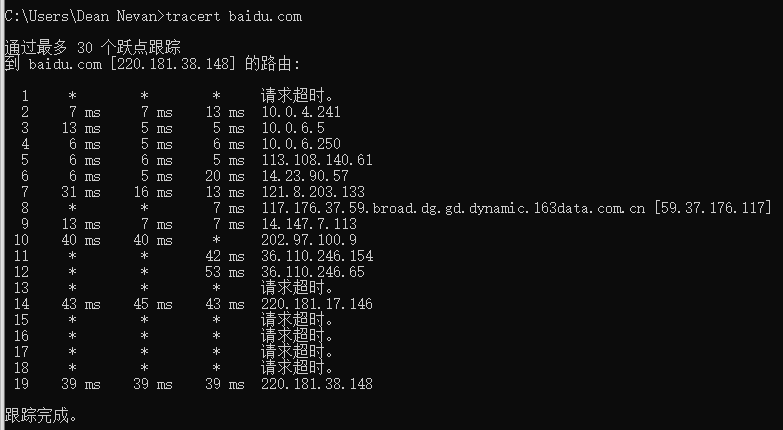 C:\Users\Dean Nevan>tracert baidu.com
通过最多 30 个跃点跟踪
到 baidu.com [220.181.38.148] 的路由:
1 * * * 请求超时。
2 7 ms 7 ms 13 ms 10.0.4.241
3 13 ms 5 ms 5 ms 10.0.6.5
4 6 ms 5 ms 6 ms 10.0.6.250
5 6 ms 6 ms 5 ms 113.108.140.61
6 6 ms 5 ms 20 ms 14.23.90.57
7 31 ms 16 ms 13 ms 121.8.203.133
8 * * 7 ms 117.176.37.59.broad.dg.gd.dynamic.163data.com.cn [59.37.176.117]
9 13 ms 7 ms 7 ms 14.147.7.113
10 40 ms 40 ms * 202.97.100.9
11 * * 42 ms 36.110.246.154
12 * * 53 ms 36.110.246.65
13 * * * 请求超时。
14 43 ms 45 ms 43 ms 220.181.17.146
15 * * * 请求超时。
16 * * * 请求超时。
17 * * * 请求超时。
18 * * * 请求超时。
19 39 ms 39 ms 39 ms 220.181.38.148
跟踪完成。